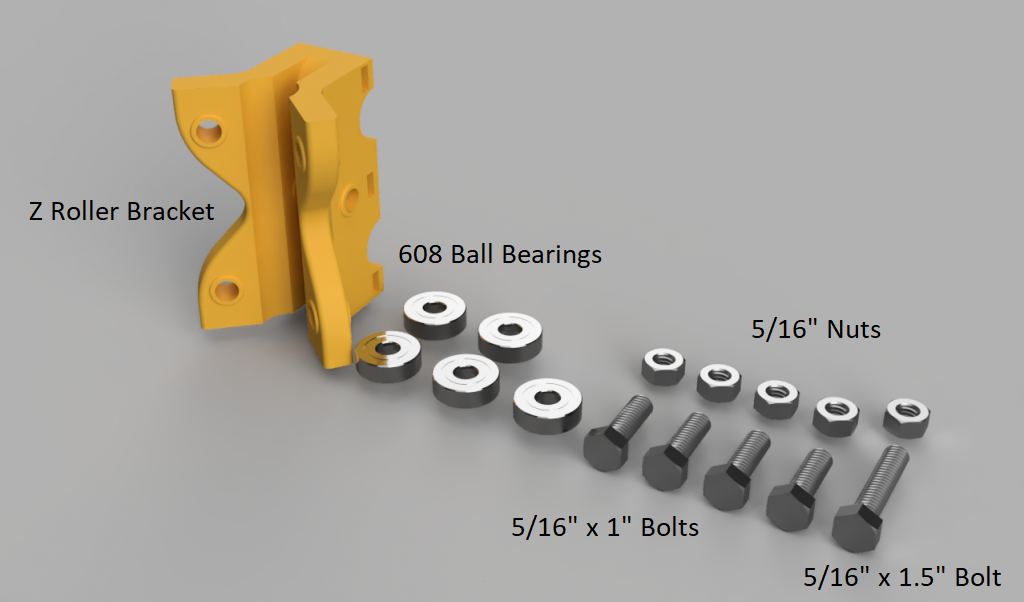 Z Roller Bracket
608 Ball Bearings
5/16" Nuts
5/16" x 1" Bolts
5/16" x 1.5" Bolt